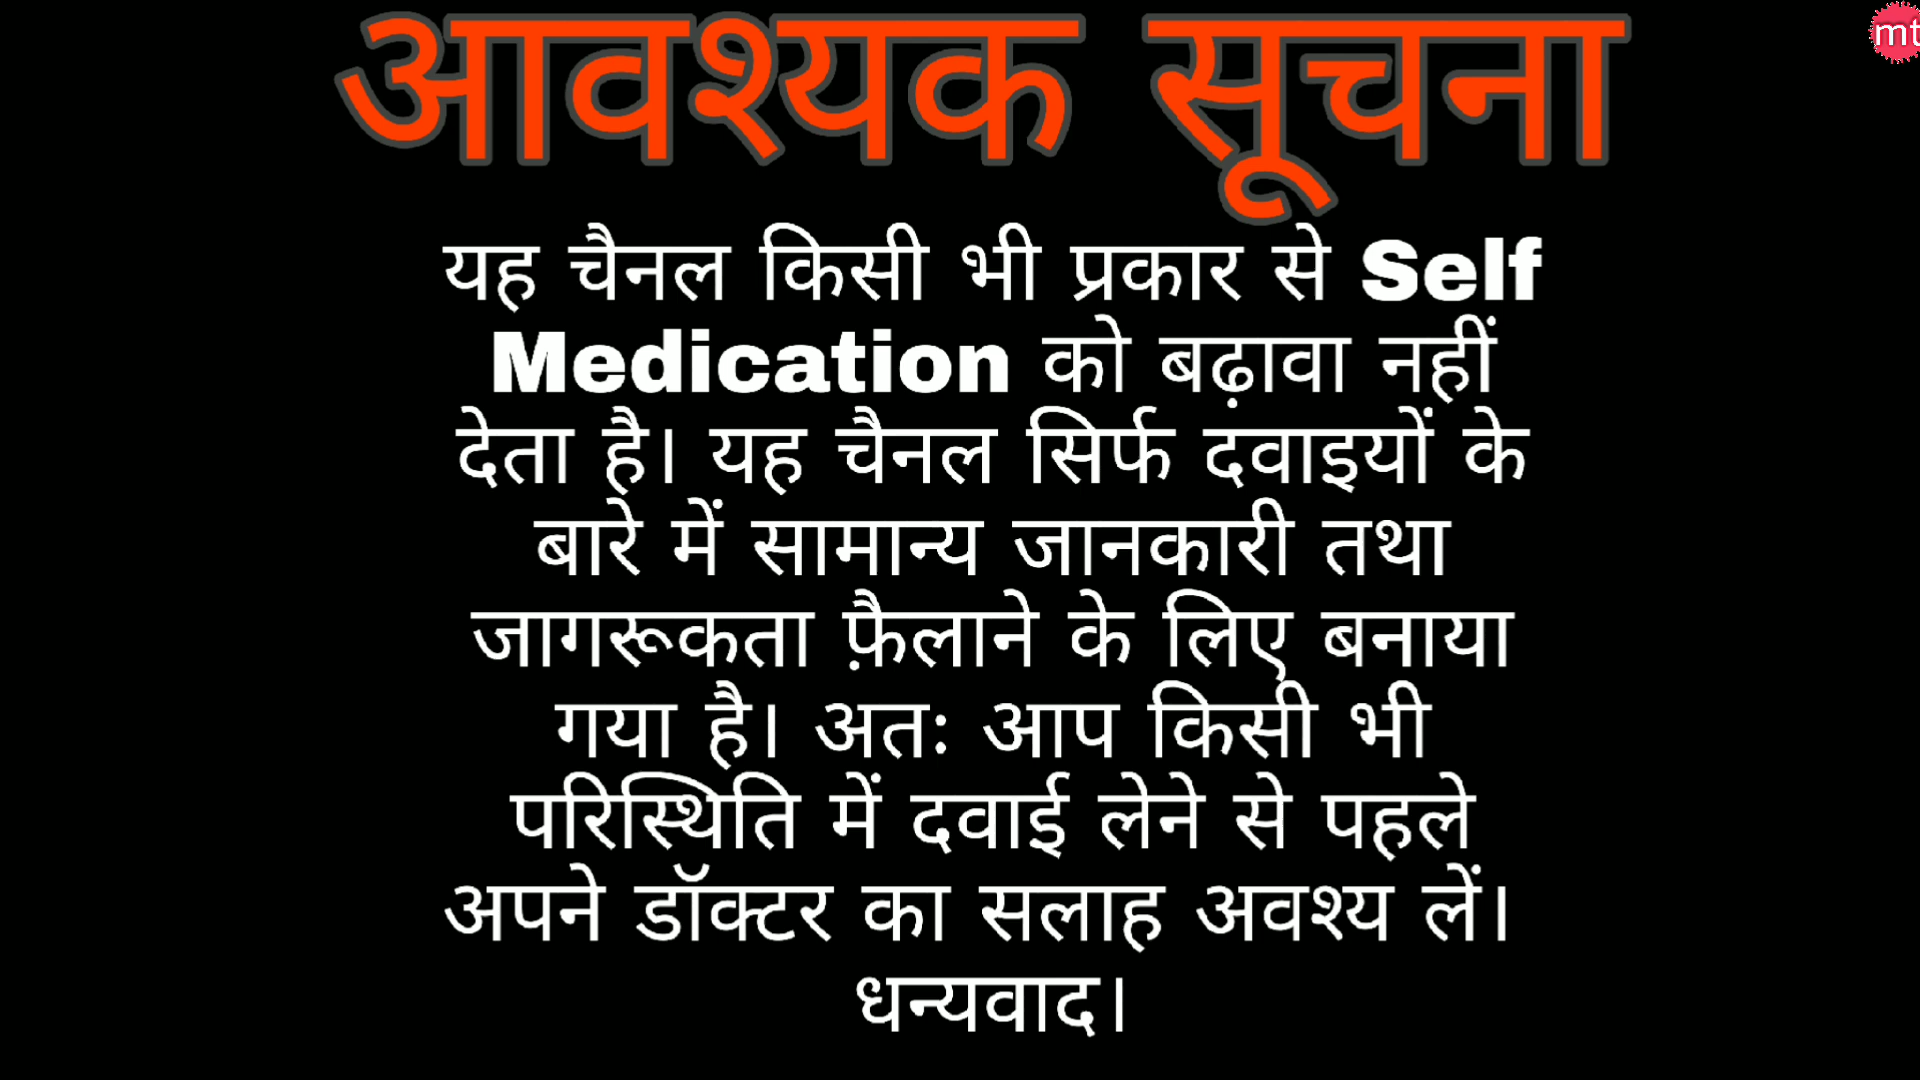 आवश्यक सूचना
mt
यह चैनल किसी भी प्रकार से Self
Medication को बढ़ावा नहीं
देता है। यह चैनल सिर्फ दवाइयों के
बारे में सामान्य जानकारी तथा
जागरूकता फ़ैलाने के लिए बनाया
गया है। अतः आप किसी भी
परिस्थिति में दवाई लेने से पहले
अपने डॉक्टर का सलाह अवश्य लें।
धन्यवाद।